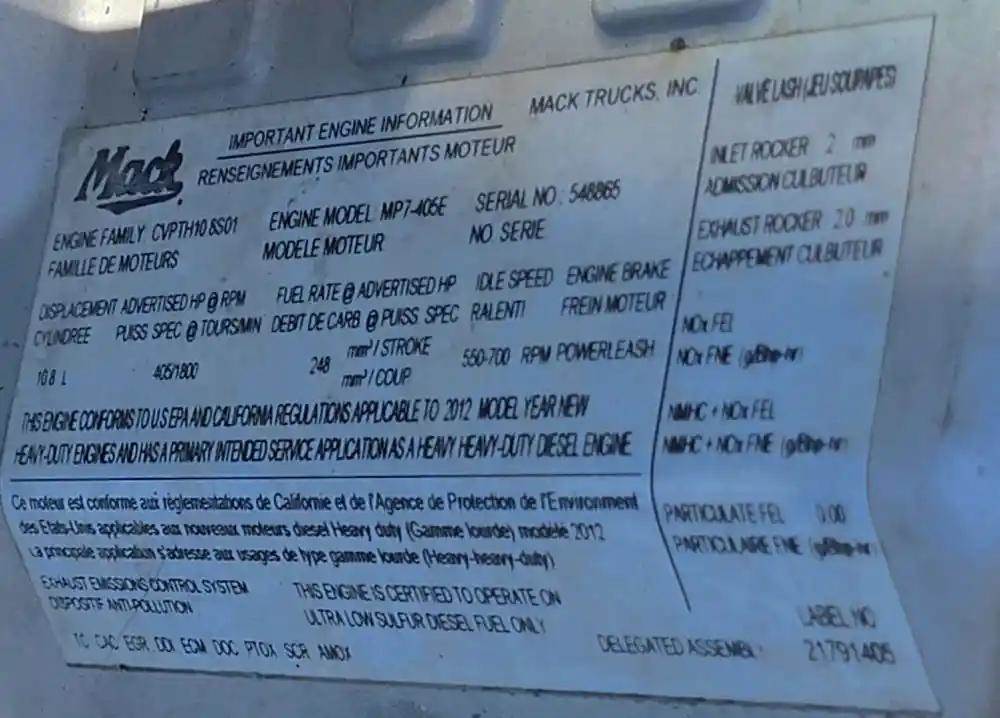 Mack
IMPORTANT ENGINE INFORMATION MACK TRUCKS, INC
RENSEIGNEMENTS IMPORTANTS MOTEUR
ENGINE FAMILY: CVPTH10.8S01 ENGINE MODEL: MP7-405E SERIAL NO: 548865
FAMILLE DE MOTEURS MODELE MOTEUR NO SERIE
DISPLACEMENT ADVERTISED HP @ RPM FUEL RATE @ ADVERTISED HP IDLE SPEED ENGINE BRAKE
CYLINDREE PUISS SPEC @ TOURS/MIN DEBIT DE CARB @ PUISS. SPEC RALENTI FREIN MOTEUR
10.8 L 405/1800 248 mm³ / STROKE 550-700 RPM POWERLEASH
mm³ / COUP
THIS ENGINE CONFORMS TO U S EPA AND CALIFORNIA REGULATIONS APPLICABLE TO 2012 MODEL YEAR NEW
HEAVY-DUTY ENGINES AND HAS A PRIMARY INTENDED SERVICE APPLICATION AS A HEAVY HEAVY-DUTY DIESEL ENGINE
Ce moteur est conforme aux règlementations de Californie et de l'Agence de Protection de l'Environment
des Etats-Unis applicables aux nouveaux moteurs diesel Heavy duty (Gamme lourde) modèle 2012
La principale application s'adresse aux usages de type gamme lourde (Heavy-heavy-duty)
EXHAUST EMISSIONS CONTROL SYSTEM THIS ENGINE IS CERTIFIED TO OPERATE ON
DISPOSITIF ANTI-POLLUTION ULTRA LOW SULFUR DIESEL FUEL ONLY
TC CAC EGR DDI ECM DOC PTOX SCR AMOX DELEGATED ASSEMBLY
VALVE LASH (JEU SOUPAPES)
INLET ROCKER 2 mm
ADMISSION CULBUTEUR
EXHAUST ROCKER 2.0 mm
ECHAPPEMENT CULBUTEUR
NOx FEL
NOx FNE (g/Bhp-hr)
NMHC + NOx FEL
NMHC + NOx FNE (g/Bhp-hr)
PARTICULATE FEL 0.00
PARTICULAIRE FNE (g/Bhp-hr)
LABEL NO
21791405